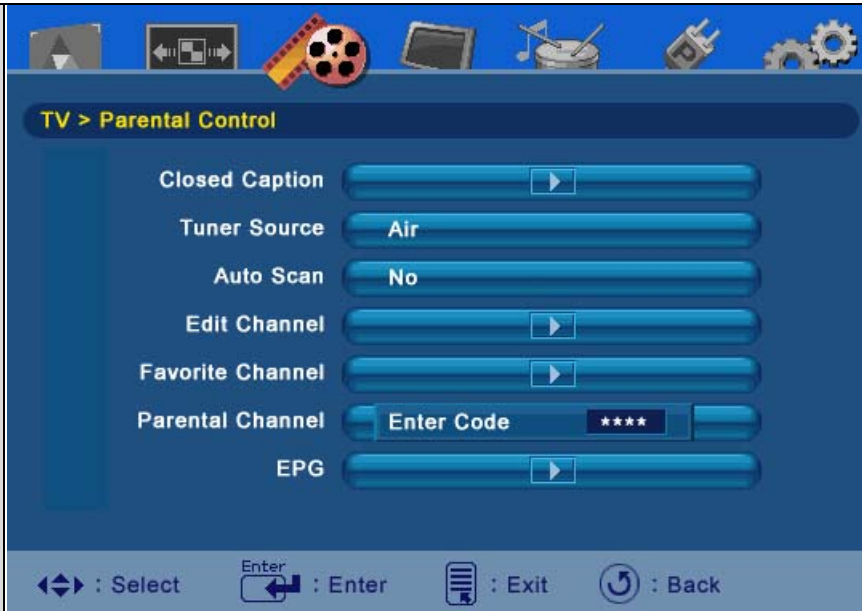 TV > Parental Control
Closed Caption
Tuner Source Air
Auto Scan No
Edit Channel
Favorite Channel
Parental Channel Enter Code ****
EPG
: Select Enter : Enter : Exit : Back